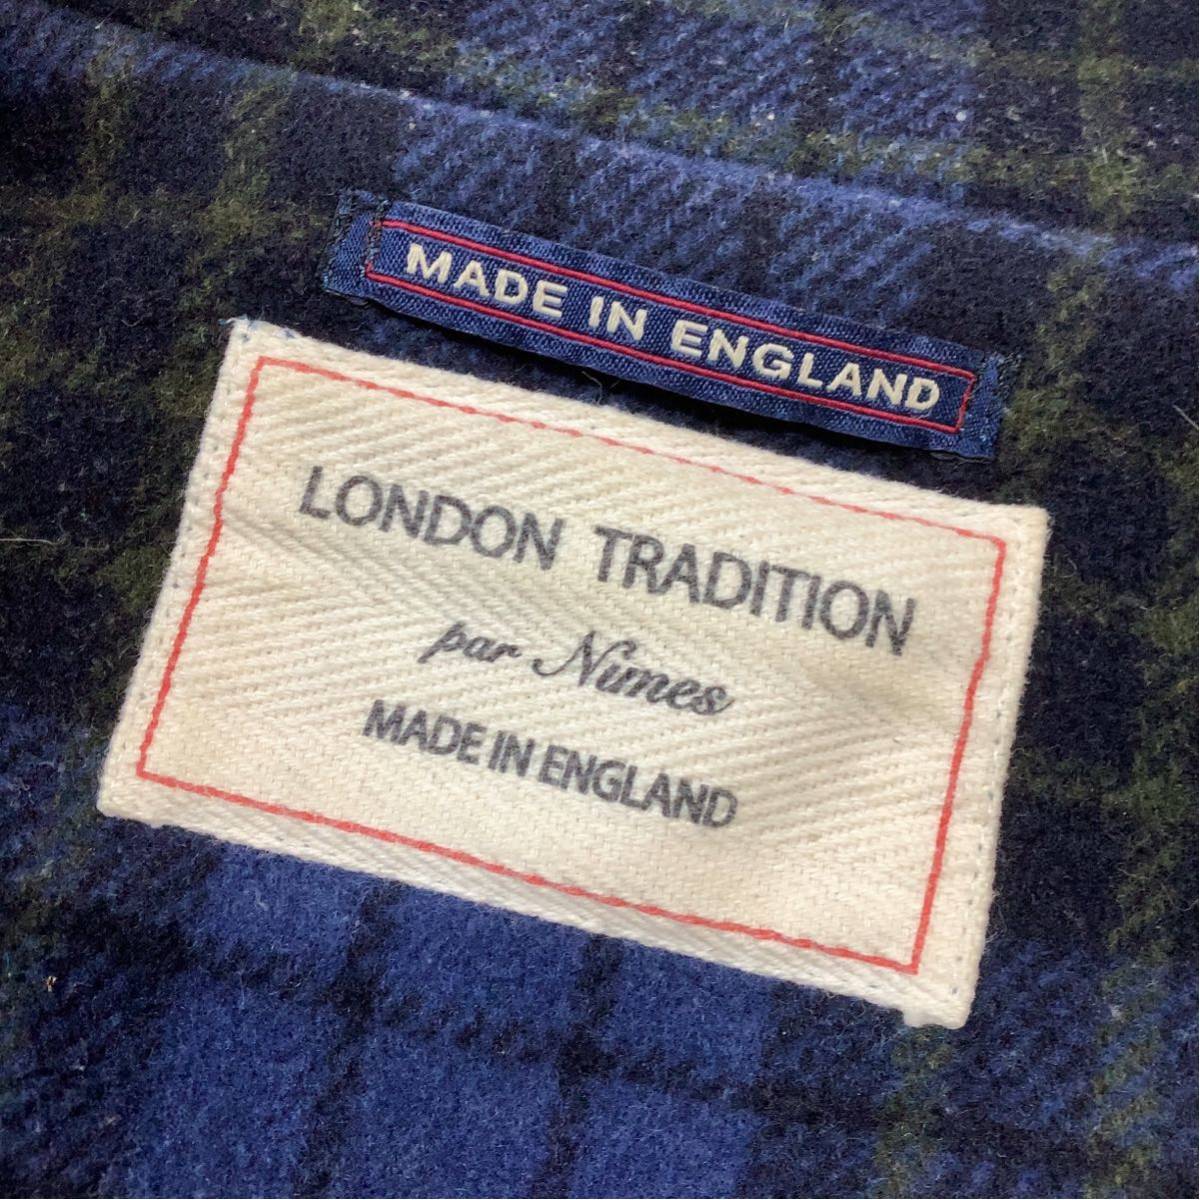 MADE IN ENGLAND
LONDON TRADITION
par Nimes
MADE IN ENGLAND